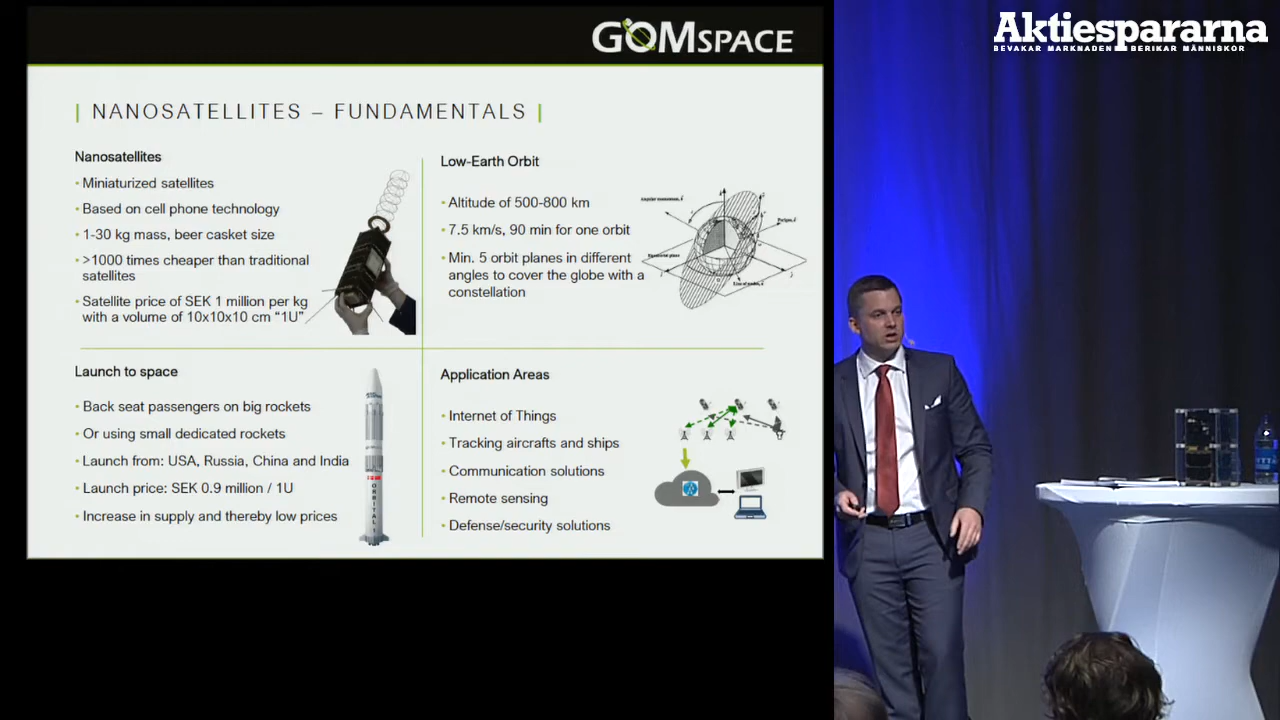 GOMSPACE
| NANOSATELLITES – FUNDAMENTALS |
Nanosatellites
• Miniaturized satellites
• Based on cell phone technology
• 1-30 kg mass, beer casket size
• >1000 times cheaper than traditional
satellites
• Satellite price of SEK 1 million per kg
with a volume of 10x10x10 cm “1U”
Low-Earth Orbit
• Altitude of 500-800 km
• 7.5 km/s, 90 min for one orbit
• Min. 5 orbit planes in different
angles to cover the globe with a
constellation
Launch to space
• Back seat passengers on big rockets
• Or using small dedicated rockets
• Launch from: USA, Russia, China and India
• Launch price: SEK 0.9 million / 1U
• Increase in supply and thereby low prices
ORBITAL
Application Areas
• Internet of Things
• Tracking aircrafts and ships
• Communication solutions
• Remote sensing
• Defense/security solutions
Aktiespararna
BEVAKAR MARKNADEN BERIKAR MÄNNISKOR